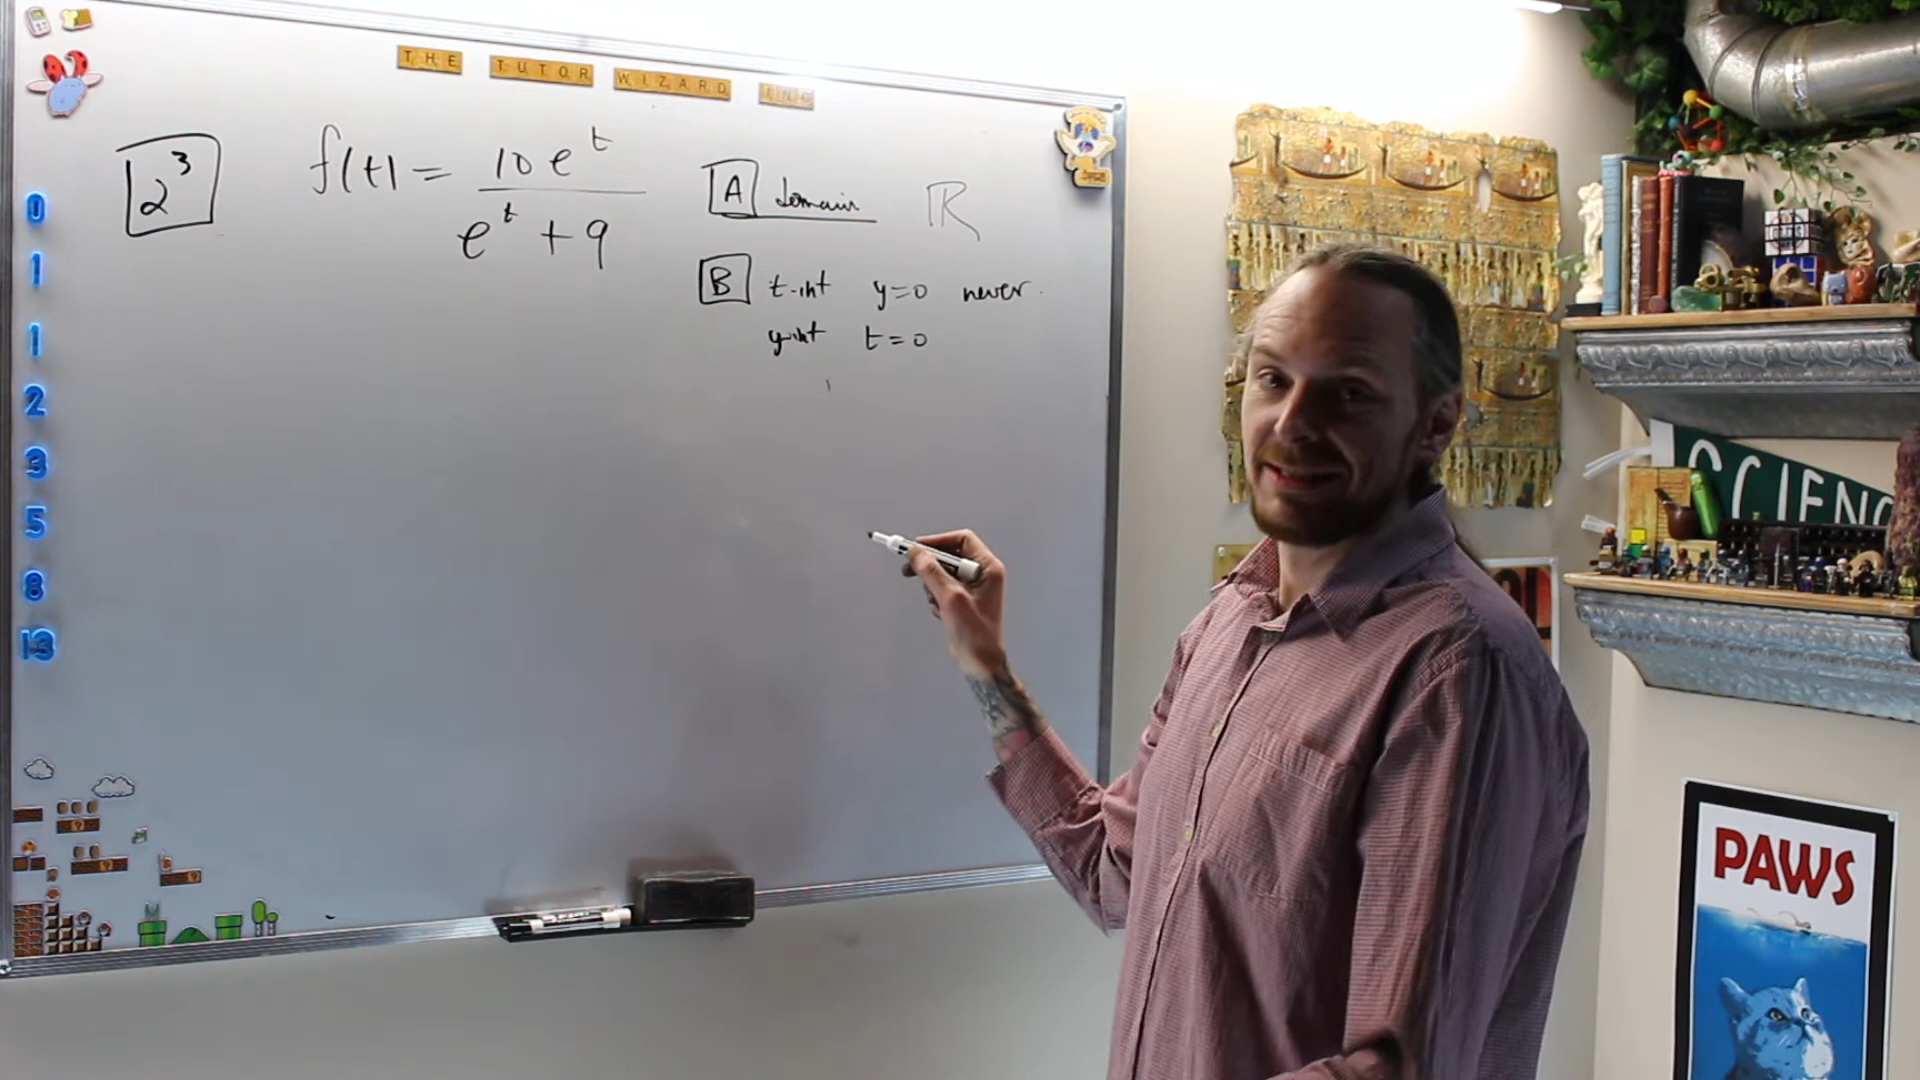 THE TUTOR WIZARD INC
2³
f(t) = 10e^t / e^t + 9
A domain ℝ
B t-int y=0 never.
y-int t=0
0
1
1
2
3
5
8
13
SCIENC
PAWS